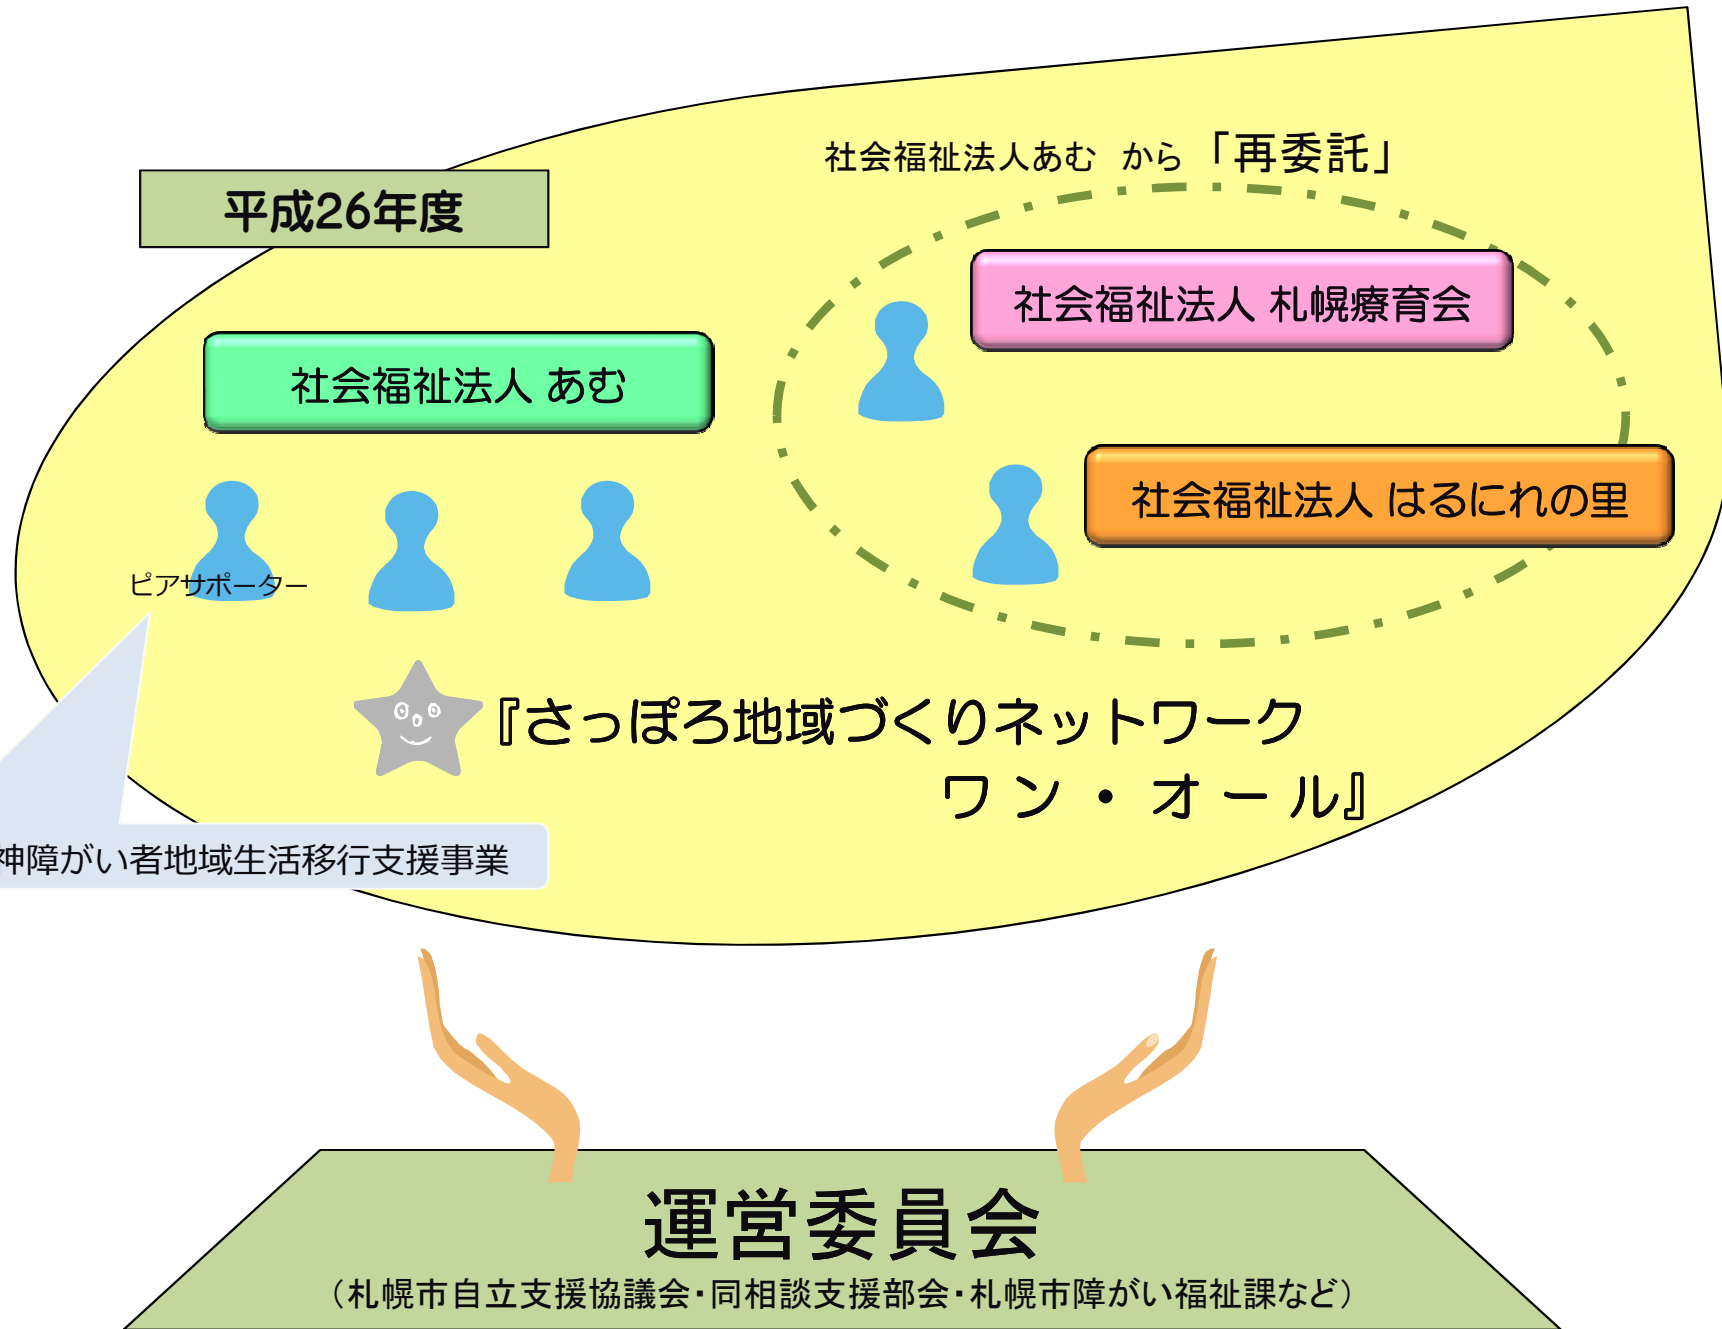 社会福祉法人あむ から「再委託」
平成26年度
社会福祉法人 札幌療育会
社会福祉法人 あむ
社会福祉法人 はるにれの里
ピアサポーター
『さっぽろ地域づくりネットワーク
ワン・オール』
神障がい者地域生活移行支援事業
運営委員会
（札幌市自立支援協議会・同相談支援部会・札幌市障がい福祉課など）